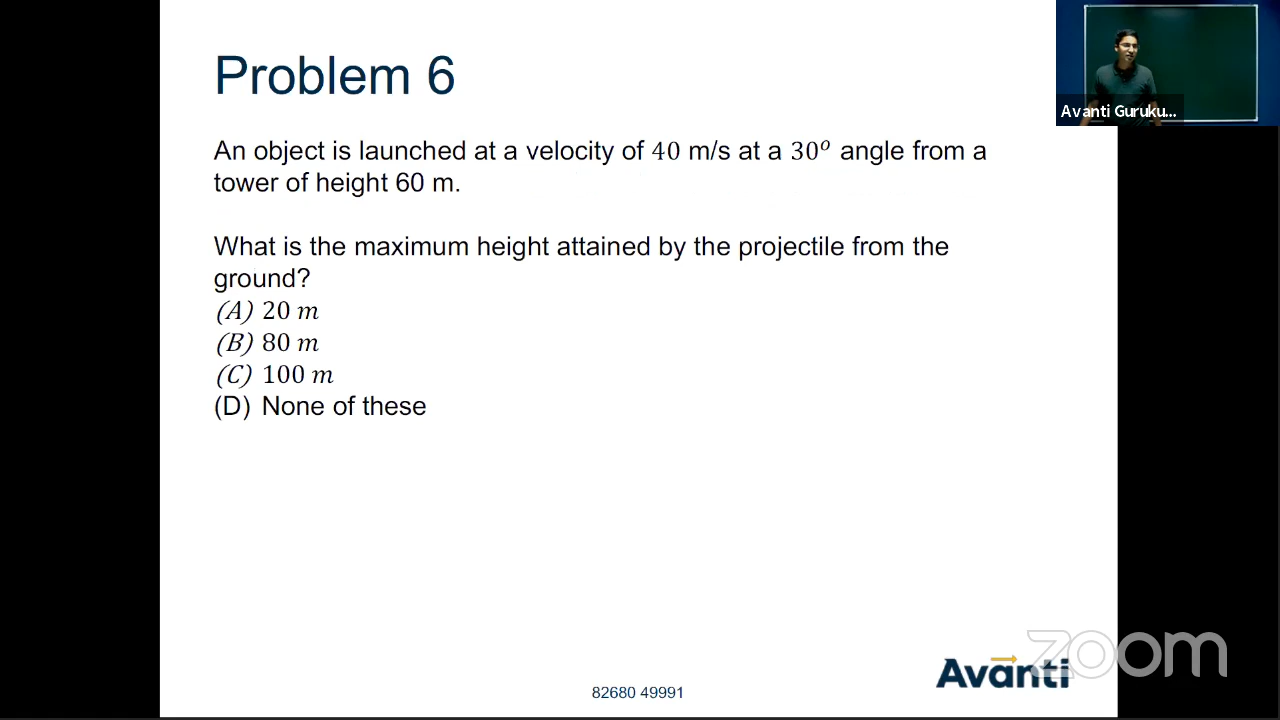 Problem 6
Avanti Guruku...
An object is launched at a velocity of 40 m/s at a 30° angle from a
tower of height 60 m.
What is the maximum height attained by the projectile from the
ground?
(A) 20 m
(B) 80 m
(C) 100 m
(D) None of these
zoom
Avanti
82680 49991